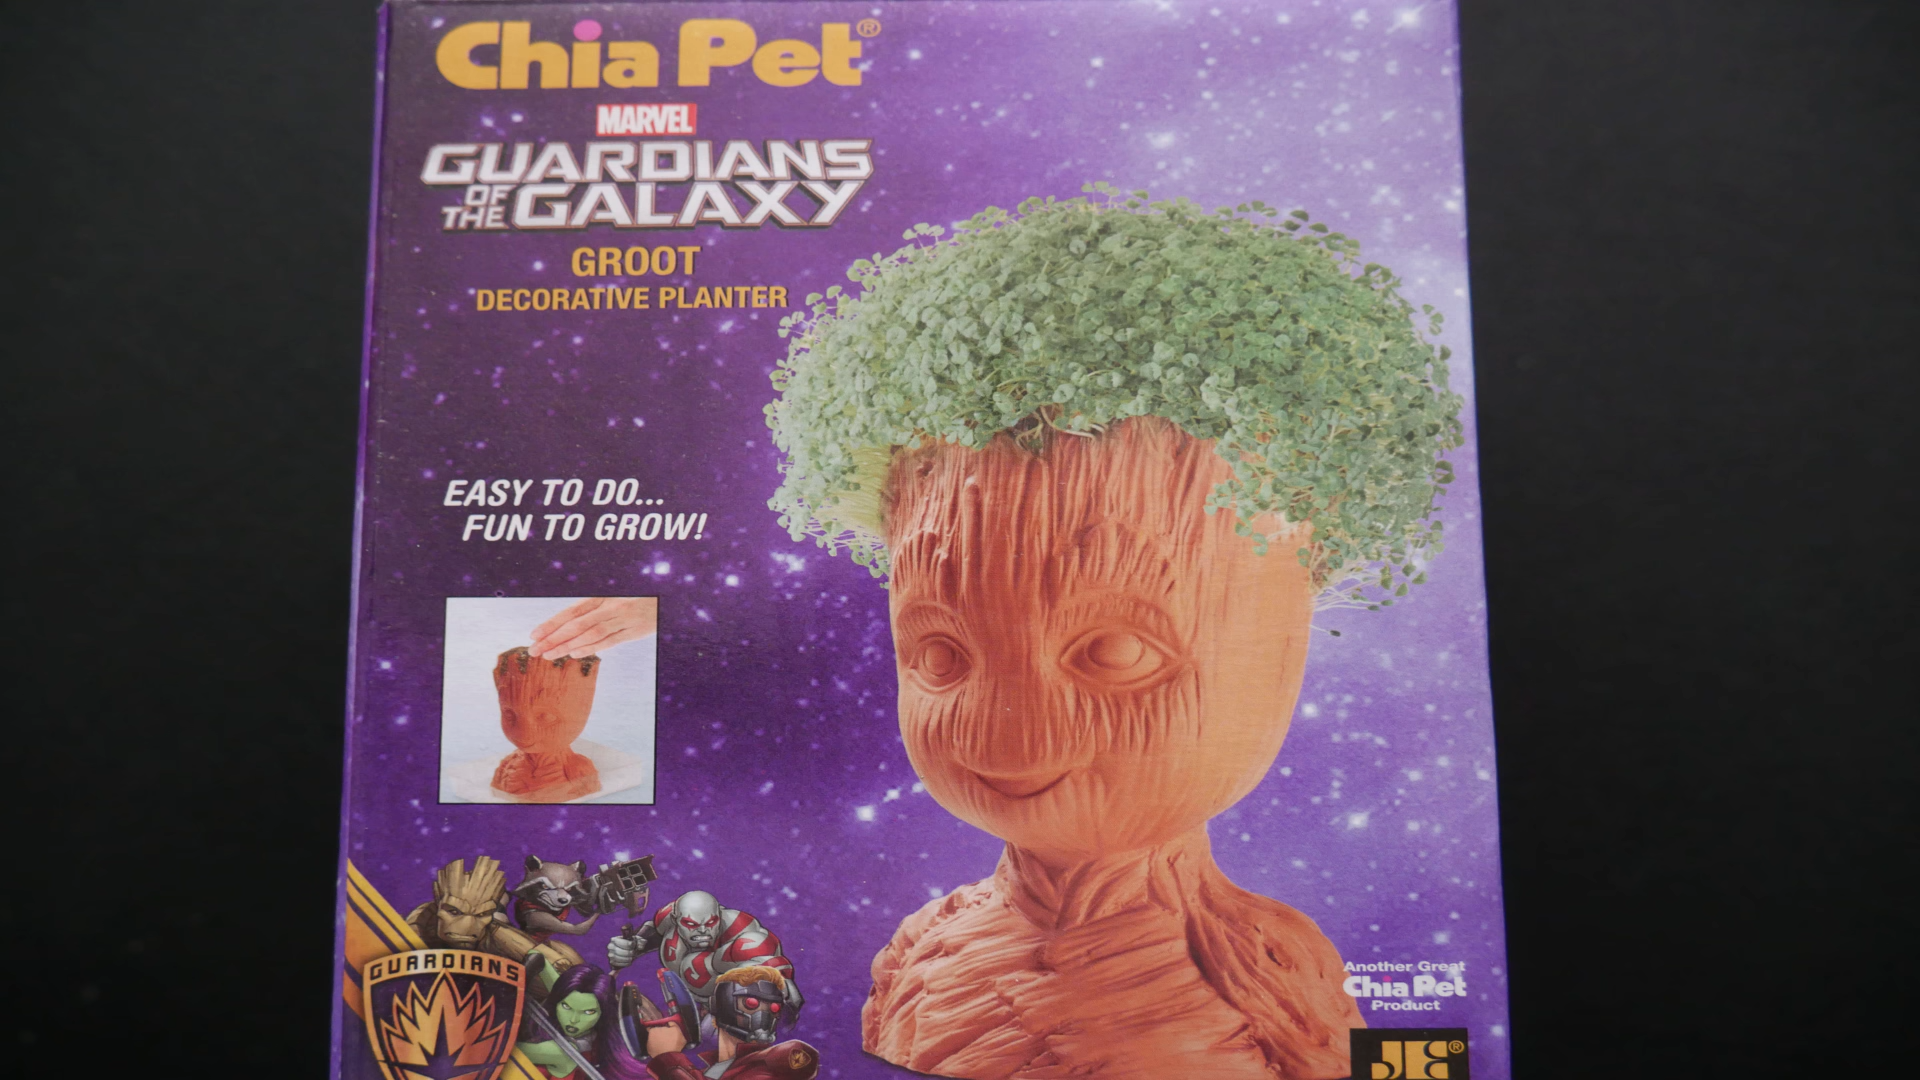 Chia Pet®
MARVEL
GUARDIANS
OF THE GALAXY
GROOT
DECORATIVE PLANTER
EASY TO DO...
FUN TO GROW!
GUARDIANS
Another Great
Chia Pet
Product
JE®